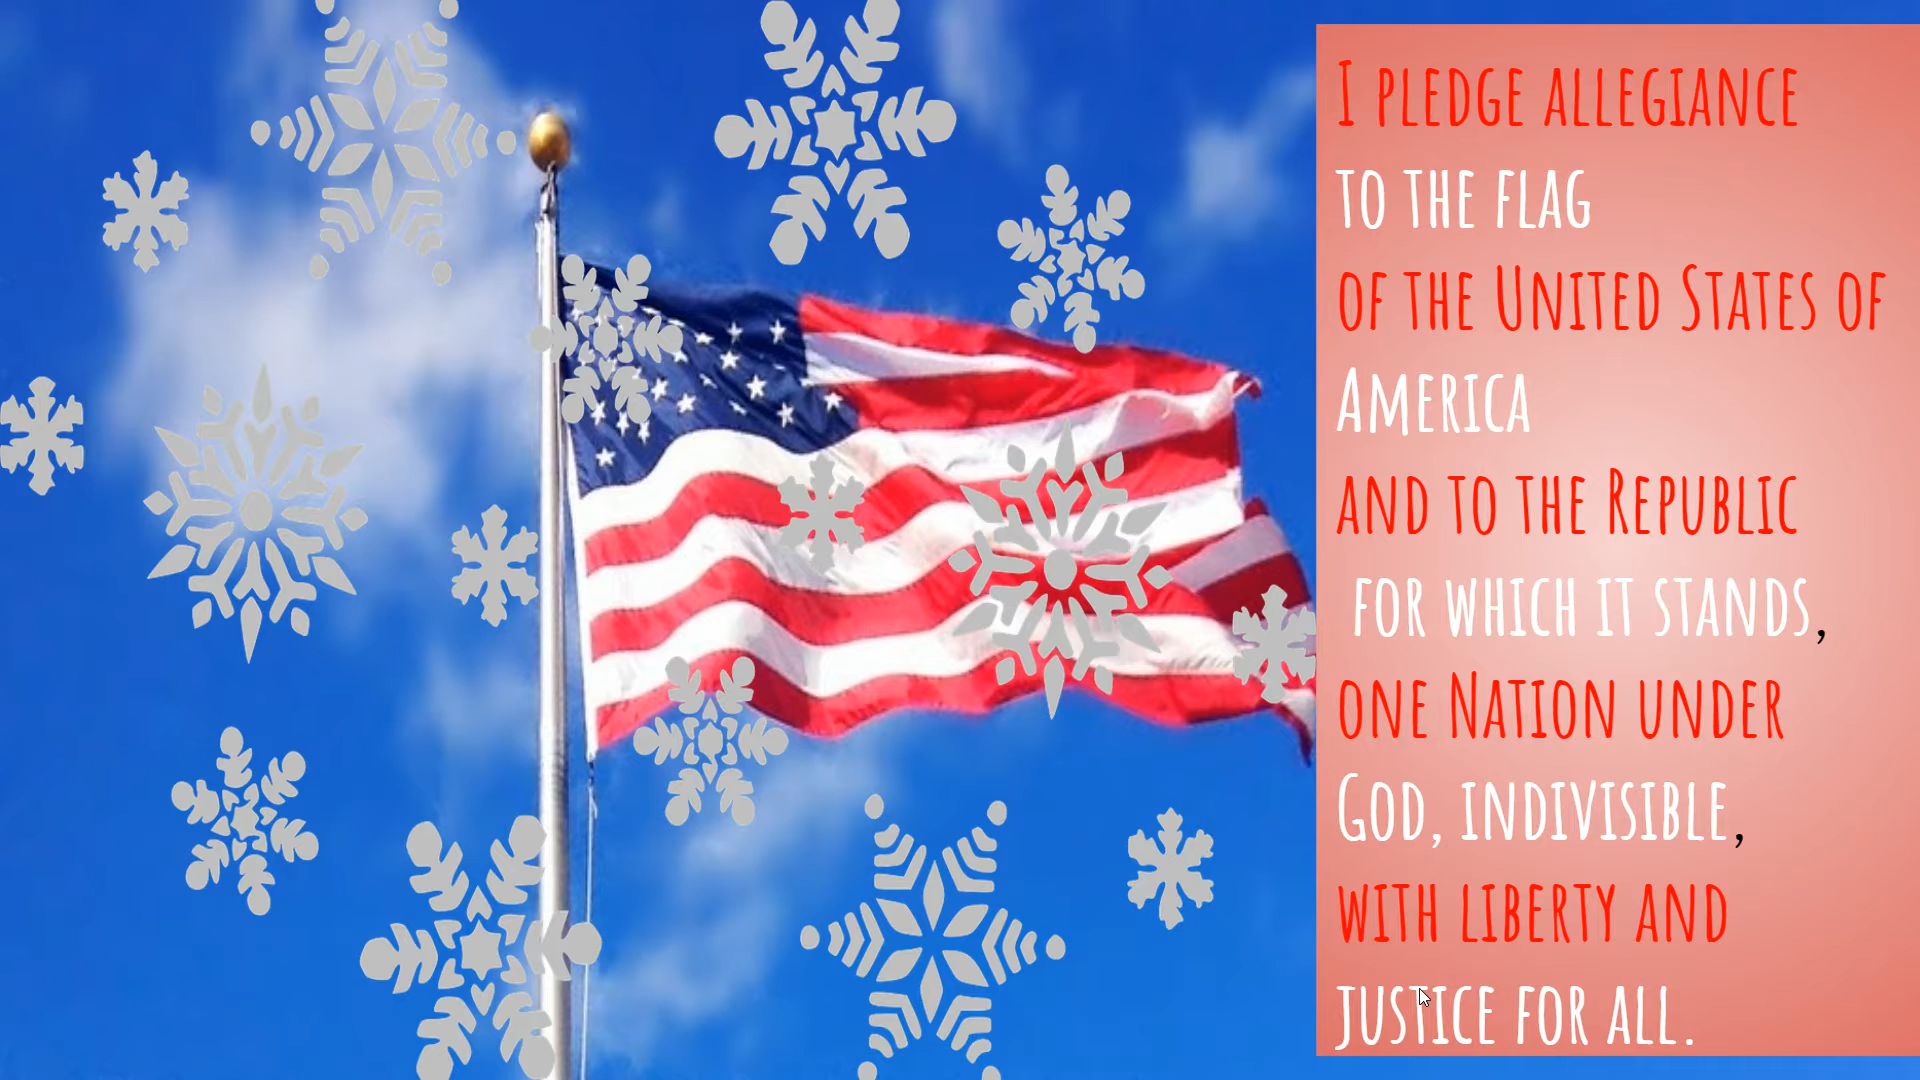 I pledge allegiance
to the flag
of the United States of
America
and to the Republic
for which it stands,
one Nation under
God, indivisible,
with liberty and
justice for all.